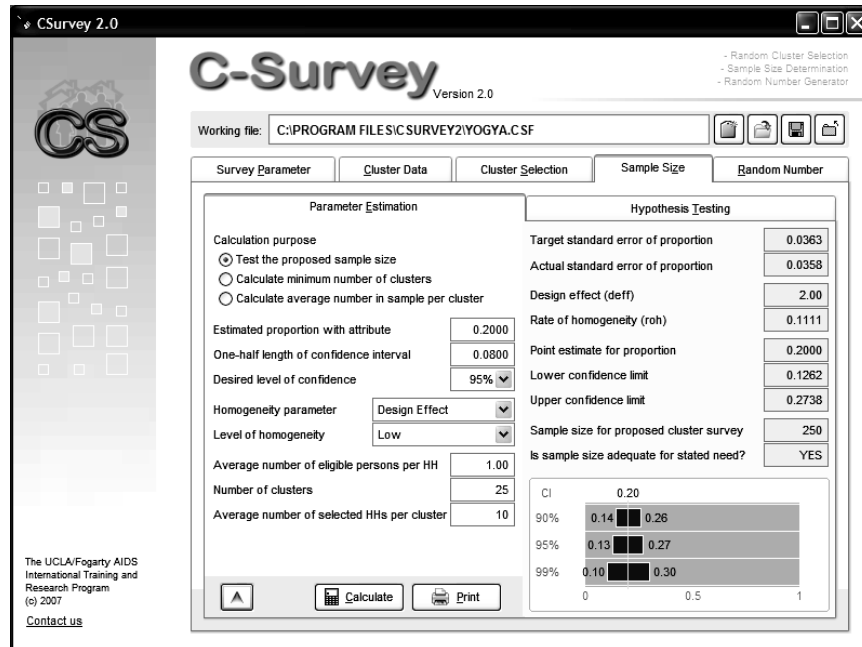 CSurvey 2.0
C-Survey
Version 2.0
- Random Cluster Selection
- Sample Size Determination
- Random Number Generator
CS
Working file: C:\PROGRAM FILES\CSURVEY2\YOGYA.CSF
Survey Parameter Cluster Data Cluster Selection Sample Size Random Number
Parameter Estimation Hypothesis Testing
Calculation purpose
Test the proposed sample size
Calculate minimum number of clusters
Calculate average number in sample per cluster
Estimated proportion with attribute 0.2000
One-half length of confidence interval 0.0800
Desired level of confidence 95%
Homogeneity parameter Design Effect
Level of homogeneity Low
Average number of eligible persons per HH 1.00
Number of clusters 25
Average number of selected HHs per cluster 10
Calculate Print
Target standard error of proportion 0.0363
Actual standard error of proportion 0.0358
Design effect (deff) 2.00
Rate of homogeneity (roh) 0.1111
Point estimate for proportion 0.2000
Lower confidence limit 0.1262
Upper confidence limit 0.2738
Sample size for proposed cluster survey 250
Is sample size adequate for stated need? YES
CI 0.20
90% 0.14 0.26
95% 0.13 0.27
99% 0.10 0.30
0 0.5 1
The UCLA/Fogarty AIDS
International Training and
Research Program
(c) 2007
Contact us